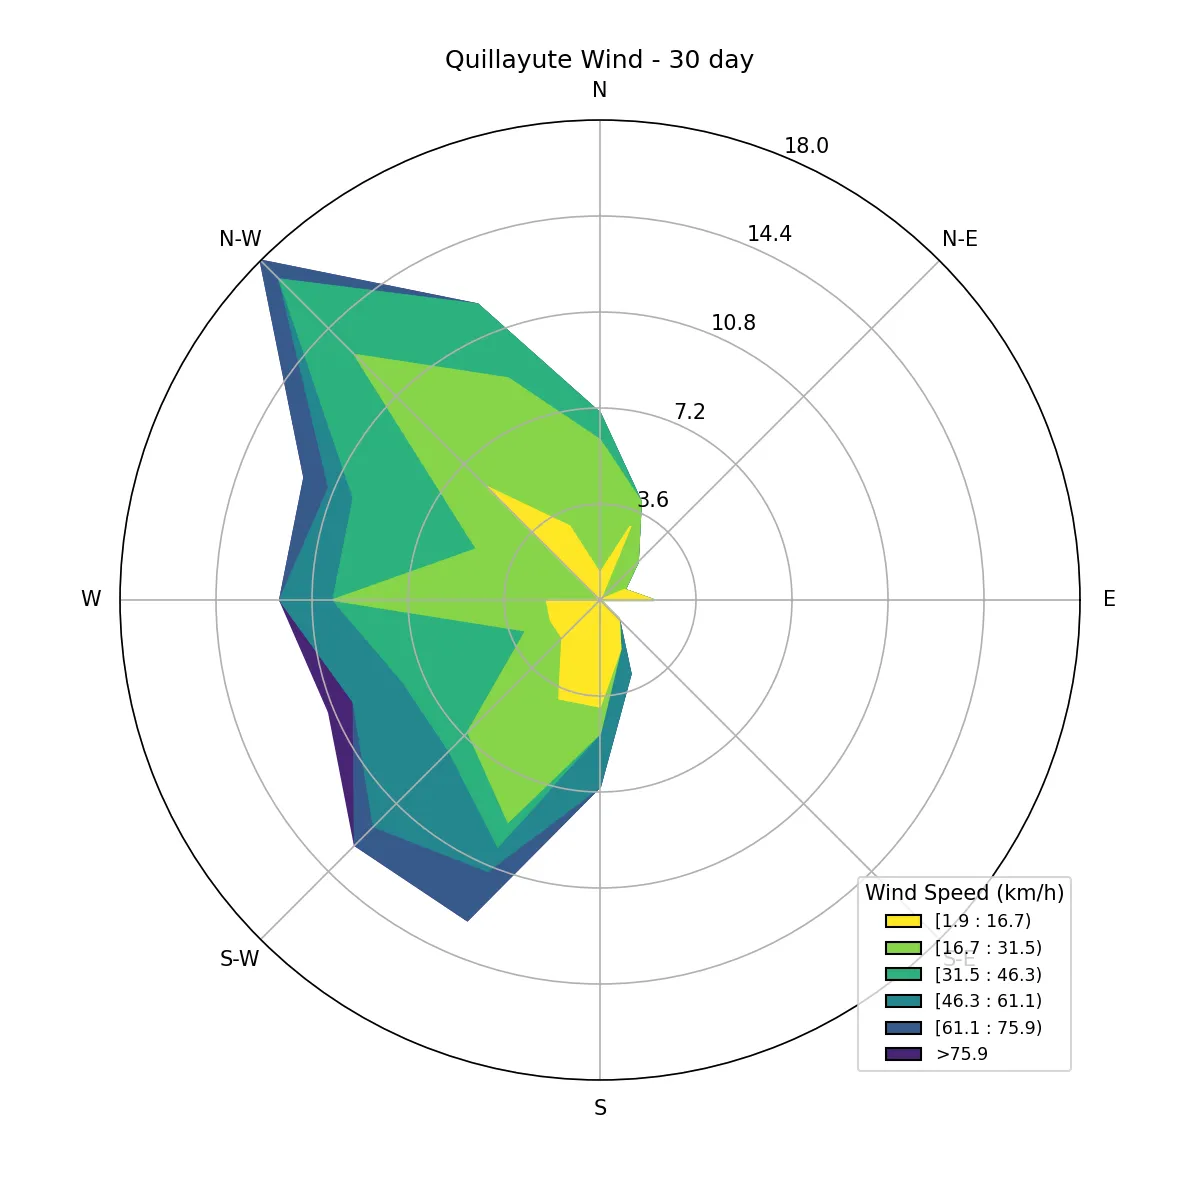 Quillayute Wind - 30 day
N
18.0
14.4
N-W
N-E
10.8
7.2
3.6
W
E
Wind Speed (km/h)
[1.9 : 16.7)
[16.7 : 31.5)
S-W
S-E
[31.5 : 46.3)
[46.3 : 61.1)
[61.1 : 75.9)
>75.9
S